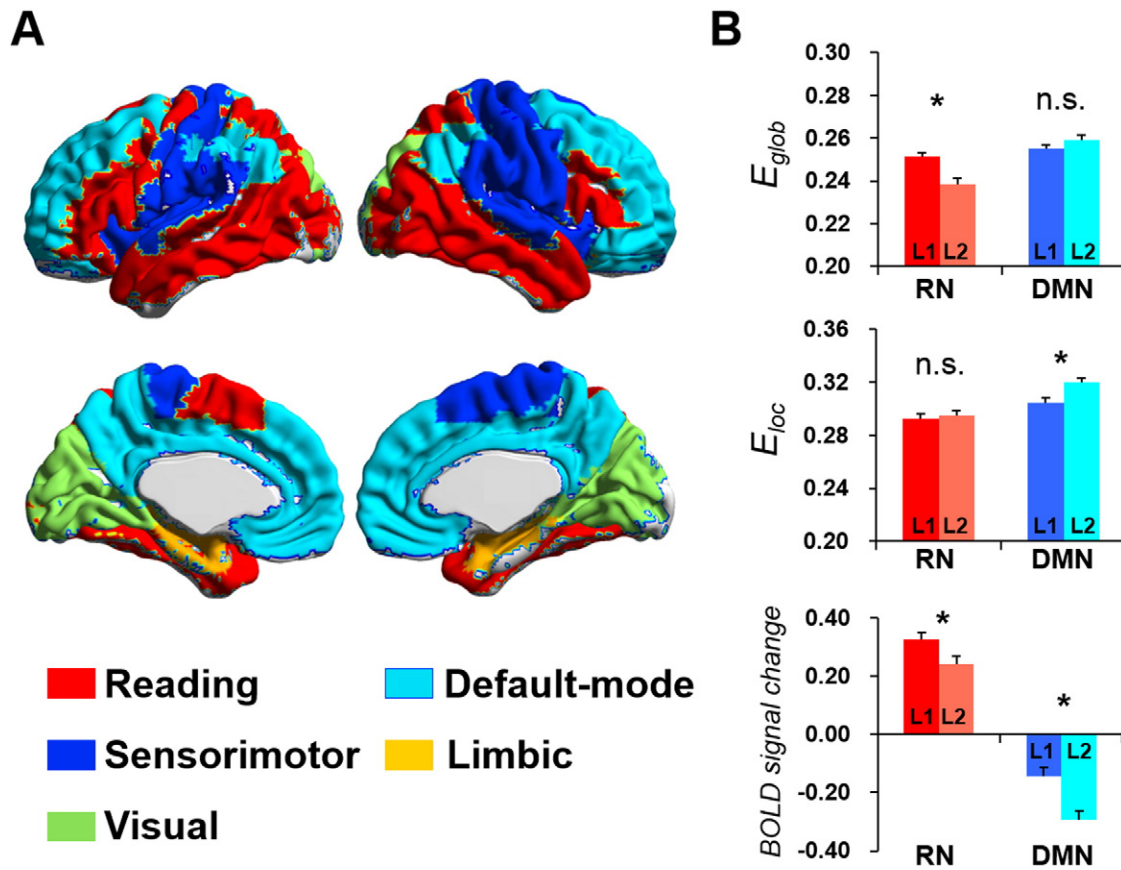 A
Reading
Default-mode
Sensorimotor
Limbic
Visual
B
E_glob
0.30
0.28
0.26
0.24
0.22
0.20
*
n.s.
L1 L2 L1 L2
RN DMN
E_loc
0.36
0.32
0.28
0.24
0.20
n.s.
*
L1 L2 L1 L2
RN DMN
BOLD signal change
0.40
0.20
0.00
-0.20
-0.40
*
*
L1 L2
L1 L2
RN DMN